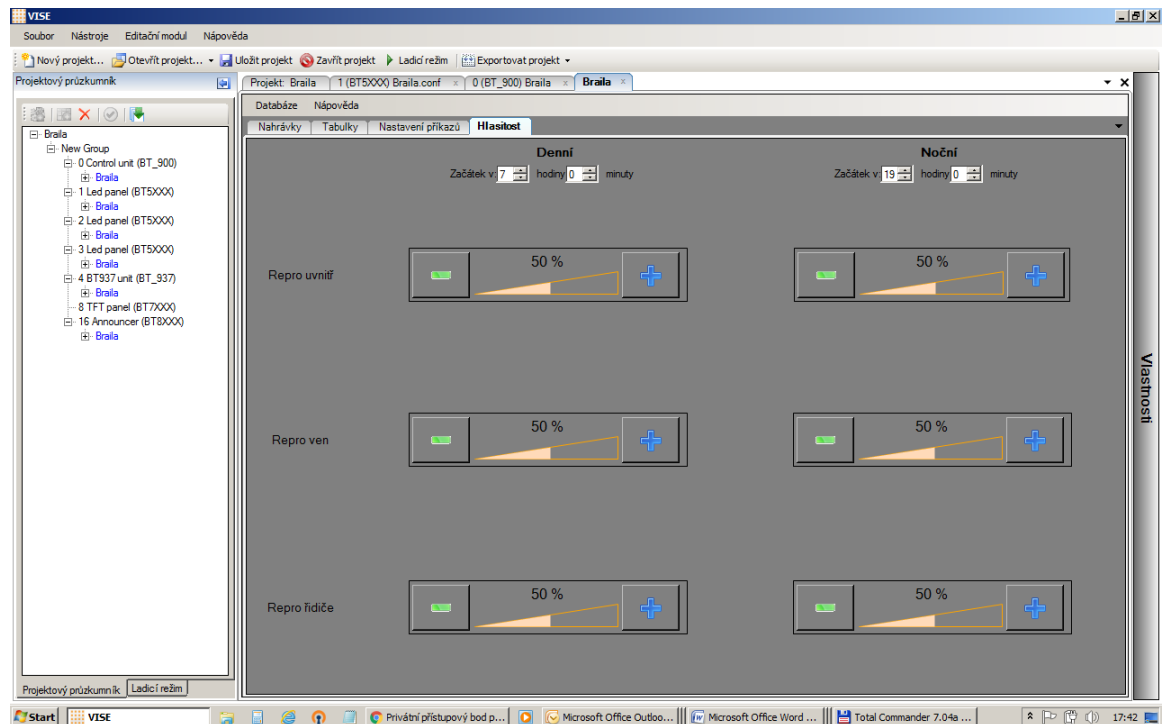 VISE
Soubor Nástroje Editační modul Nápověda
Nový projekt... Otevřít projekt... Uložit projekt Zavřít projekt Ladicí režim Exportovat projekt
Projektový průzkumník
Projekt: Braila 1 (BT5XXX) Braila.conf x 0 (BT_900) Braila x Braila x
Databáze Nápověda
Nahrávky Tabulky Nastavení příkazů Hlasitost
Braila
New Group
0 Control unit (BT_900)
Braila
1 Led panel (BT5XXX)
Braila
2 Led panel (BT5XXX)
Braila
3 Led panel (BT5XXX)
Braila
4 BT937 unit (BT_937)
Braila
8 TFT panel (BT7XXX)
16 Announcer (BT8XXX)
Braila
Denní Noční
Začátek v: 7 hodiny 0 minuty Začátek v: 19 hodiny 0 minuty
Repro uvnitř 50 % 50 %
Repro ven 50 % 50 %
Repro řidiče 50 % 50 %
Vlastnosti
Projektový průzkumník Ladicí režim
Start VISE Privátní přístupový bod p... Microsoft Office Outloo... Microsoft Office Word ... Total Commander 7.04a ... 17:42